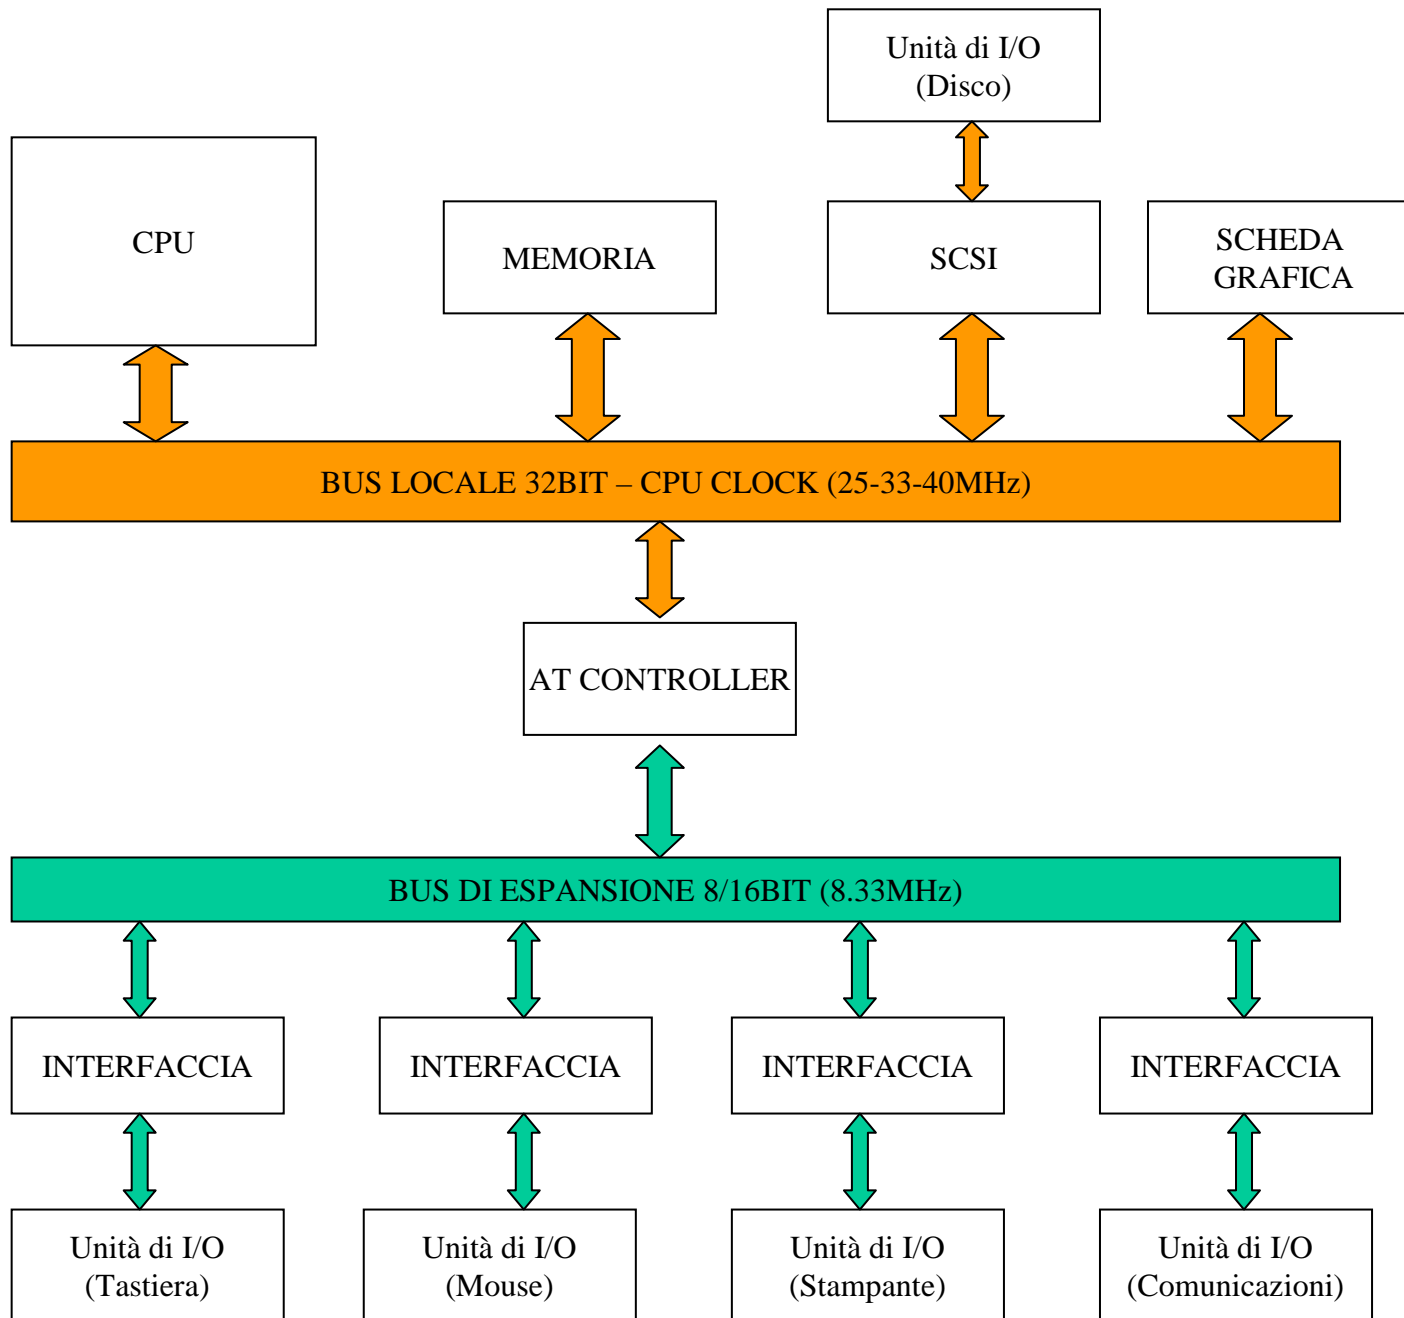 Unità di I/O
(Disco)
CPU
MEMORIA
SCSI
SCHEDA
GRAFICA
BUS LOCALE 32BIT – CPU CLOCK (25-33-40MHz)
AT CONTROLLER
BUS DI ESPANSIONE 8/16BIT (8.33MHz)
INTERFACCIA
INTERFACCIA
INTERFACCIA
INTERFACCIA
Unità di I/O
(Tastiera)
Unità di I/O
(Mouse)
Unità di I/O
(Stampante)
Unità di I/O
(Comunicazioni)